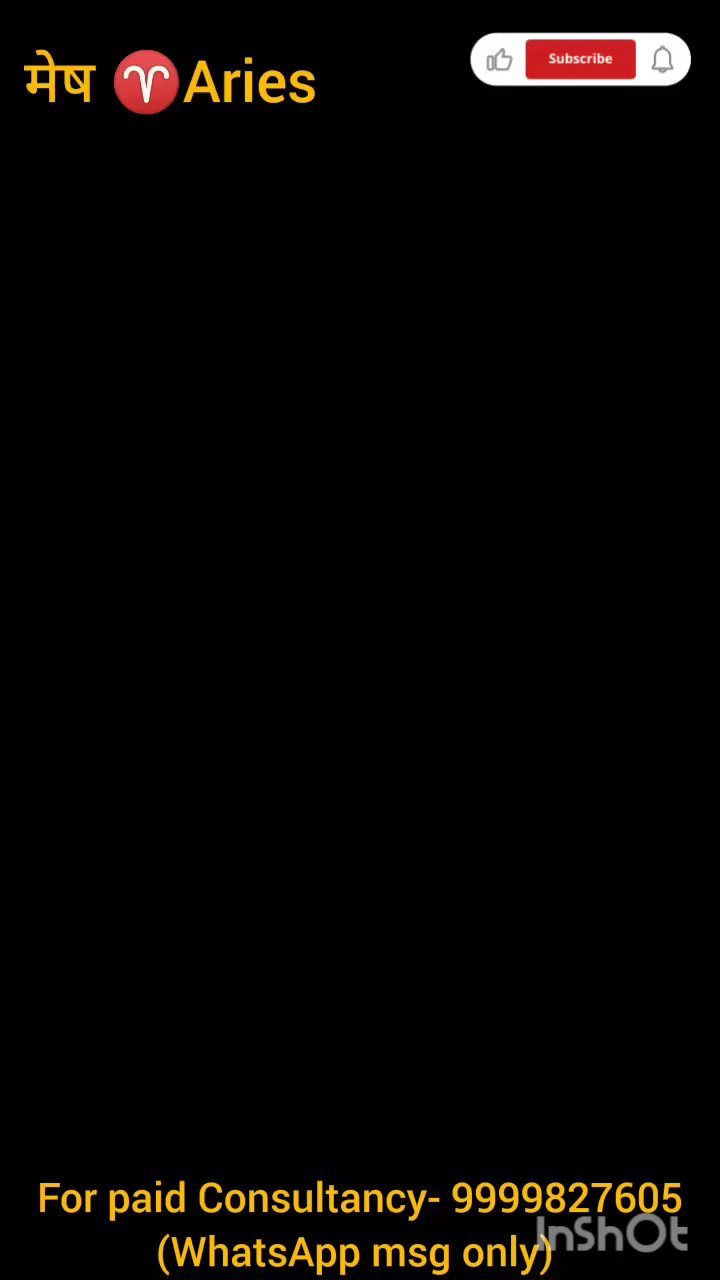 मेष ♈Aries
Subscribe
For paid Consultancy- 9999827605
(WhatsApp msg only)
InShOt